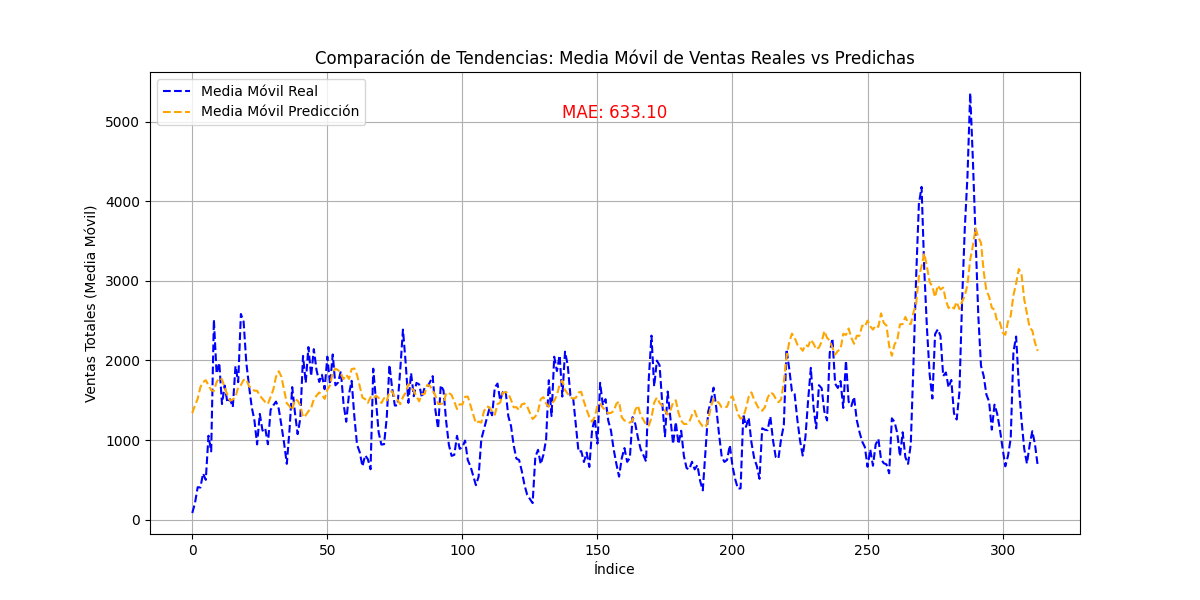 Comparación de Tendencias: Media Móvil de Ventas Reales vs Predichas
Media Móvil Real
Media Móvil Predicción
MAE: 633.10
Ventas Totales (Media Móvil)
5000
4000
3000
2000
1000
0
0 50 100 150 200 250 300
Índice